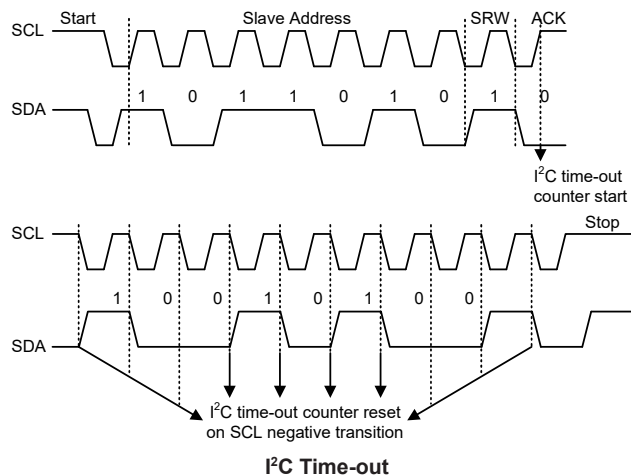 Start Slave Address SRW ACK
SCL
1 0 1 1 0 1 0 1 0
SDA
I²C time-out
counter start
SCL
Stop
1 0 0 1 0 1 0 0
SDA
I²C time-out counter reset
on SCL negative transition
I²C Time-out